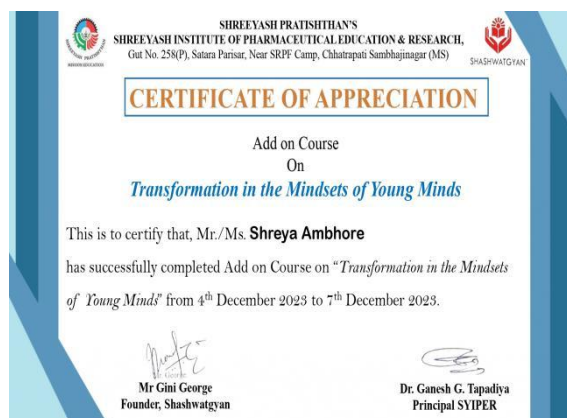 SHREEYASH PRATISHTHAN'S
SHREEYASH INSTITUTE OF PHARMACEUTICAL EDUCATION & RESEARCH,
Gut No. 258(P), Satara Parisar, Near SRPF Camp, Chhatrapati Sambhajinagar (MS)
SHASHWATGYAN
CERTIFICATE OF APPRECIATION
Add on Course
On
Transformation in the Mindsets of Young Minds
This is to certify that, Mr./Ms. Shreya Ambhore
has successfully completed Add on Course on "Transformation in the Mindsets
of Young Minds" from 4th December 2023 to 7th December 2023.
Mr Gini George
Founder, Shashwatgyan
Dr. Ganesh G. Tapadiya
Principal SYIPER